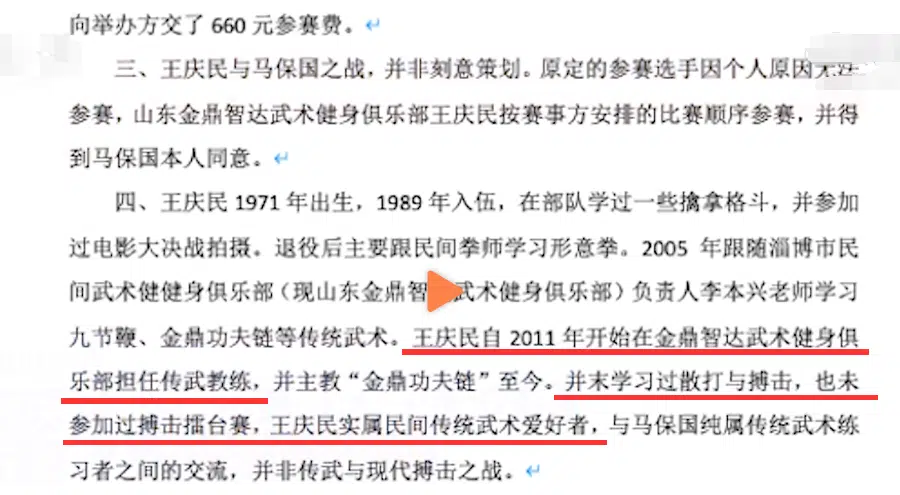 向举办方交了 660 元参赛费。
三、王庆民与马保国之战，并非刻意策划。原定的参赛选手因个人原因无法
参赛，山东金鼎智达武术健身俱乐部王庆民按赛事方安排的比赛顺序参赛，并得
到马保国本人同意。
四、王庆民 1971 年出生，1989 年入伍，在部队学过一些擒拿格斗，并参加
过电影大决战拍摄。退役后主要跟民间拳师学习形意拳。2005 年跟随淄博市民
间武术健健身俱乐部（现山东金鼎智武术健身俱乐部）负责人李本兴老师学习
九节鞭、金鼎功夫链等传统武术。王庆民自 2011 年开始在金鼎智达武术健身俱
乐部担任传武教练，并主教“金鼎功夫链”至今。并末学习过散打与搏击，也未
参加过搏击擂台赛，王庆民实属民间传统武术爱好者，与马保国纯属传统武术练
习者之间的交流，并非传武与现代搏击之战。